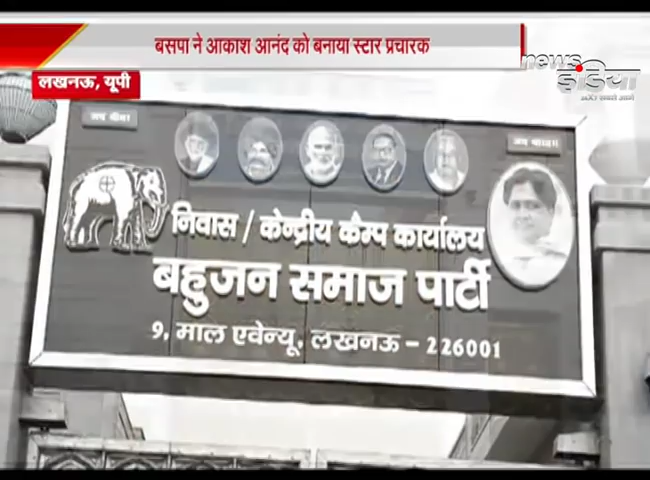 बसपा ने आकाश आनंद को बनाया स्टार प्रचारक
लखनऊ, यूपी
news
इंडिया
जय भीम!
जय भारत!
निवास / केन्द्रीय कैम्प कार्यालय
बहुजन समाज पार्टी
9, माल एवेन्यू, लखनऊ - 226001